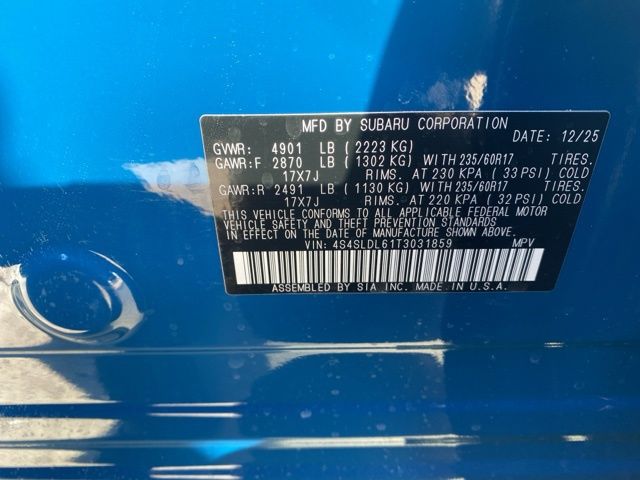 MFD BY SUBARU CORPORATION
DATE: 12/25
GVWR: 4901 LB (2223 KG)
GAWR:F 2870 LB (1302 KG) WITH 235/60R17 TIRES.
17X7J RIMS. AT 230 KPA (33 PSI) COLD
GAWR:R 2491 LB (1130 KG) WITH 235/60R17 TIRES.
17X7J RIMS. AT 220 KPA (32 PSI) COLD
THIS VEHICLE CONFORMS TO ALL APPLICABLE FEDERAL MOTOR
VEHICLE SAFETY AND THEFT PREVENTION STANDARDS
IN EFFECT ON THE DATE OF MANUFACTURE SHOWN ABOVE.
VIN: 4S4SLDL61T3031859 MPV
ASSEMBLED BY SIA INC. MADE IN U.S.A.